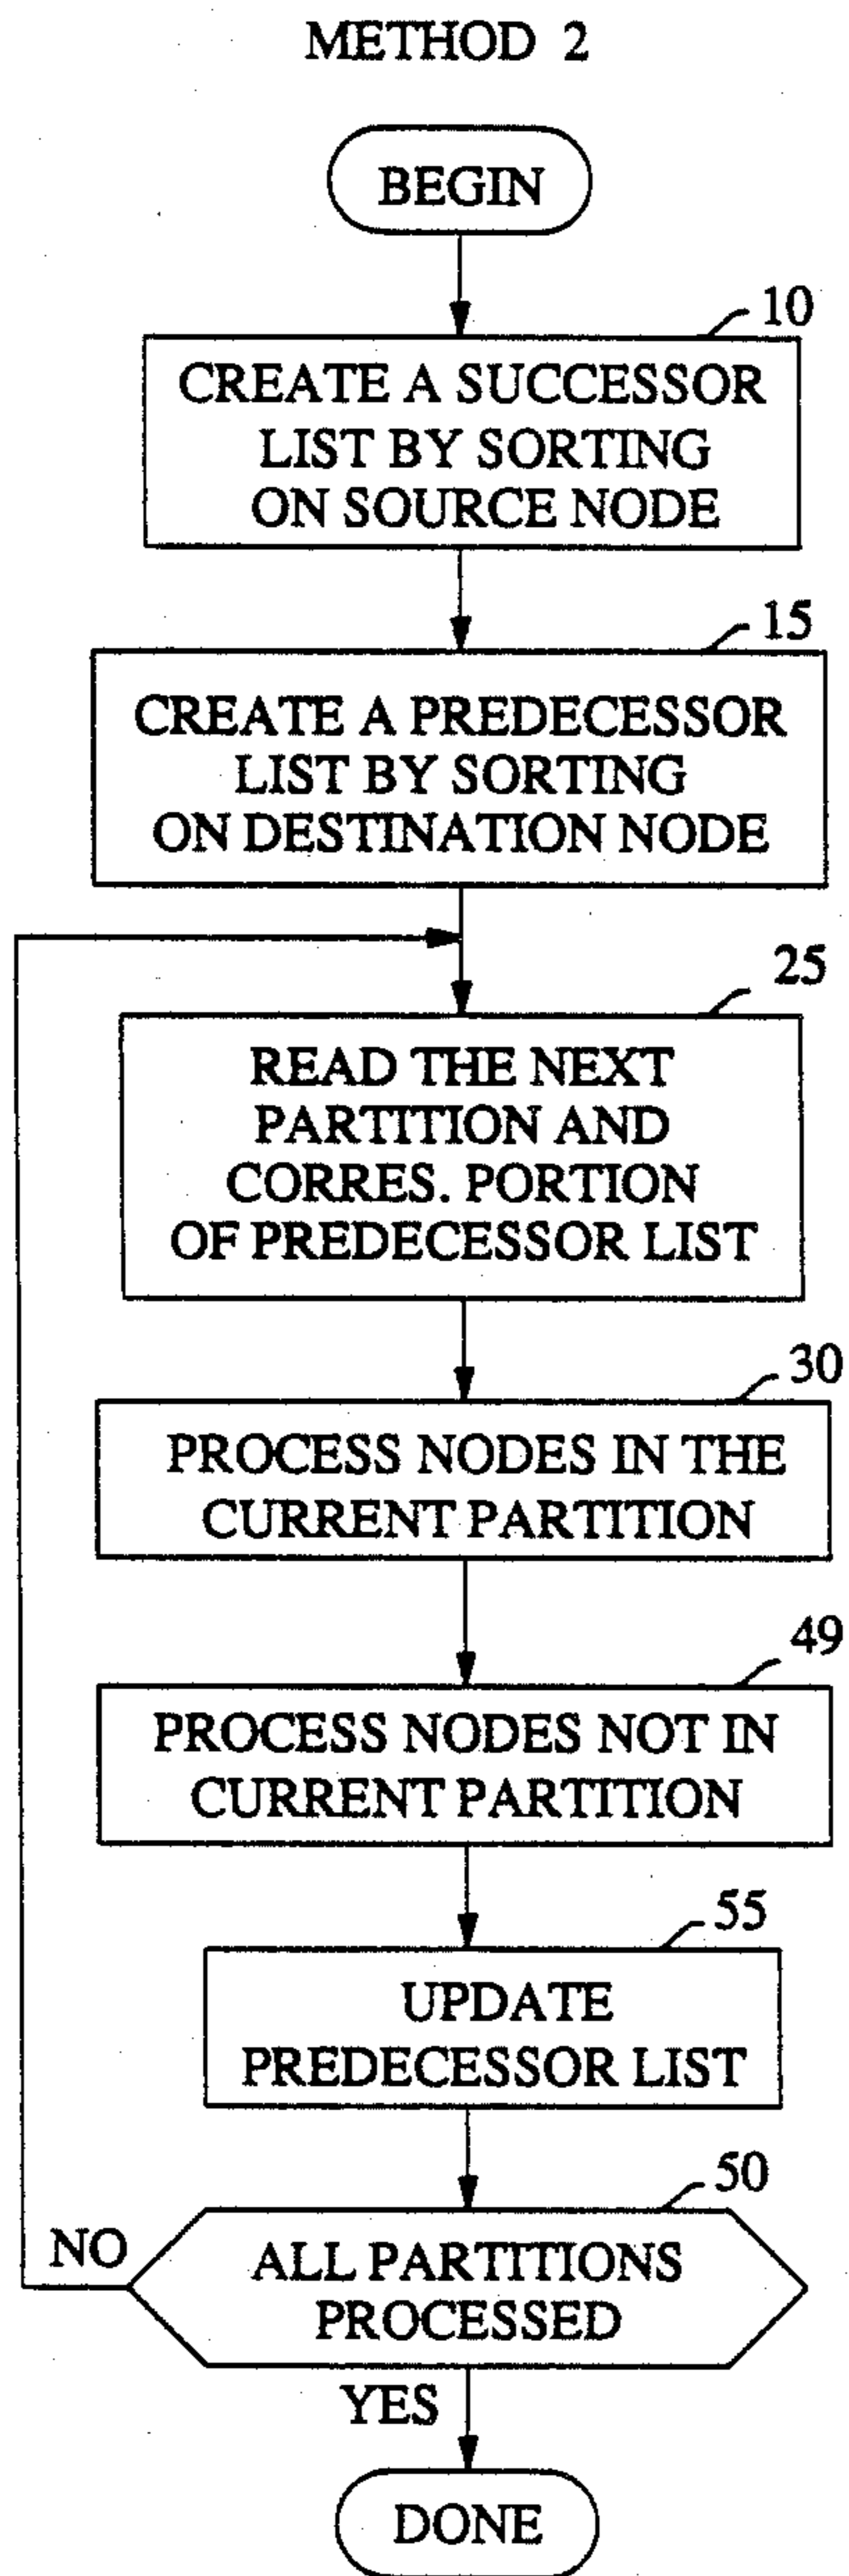 METHOD 2
BEGIN
10
CREATE A SUCCESSOR
LIST BY SORTING
ON SOURCE NODE
15
CREATE A PREDECESSOR
LIST BY SORTING
ON DESTINATION NODE
25
READ THE NEXT
PARTITION AND
CORRES. PORTION
OF PREDECESSOR LIST
30
PROCESS NODES IN THE
CURRENT PARTITION
49
PROCESS NODES NOT IN
CURRENT PARTITION
55
UPDATE
PREDECESSOR LIST
50
NO
ALL PARTITIONS
PROCESSED
YES
DONE